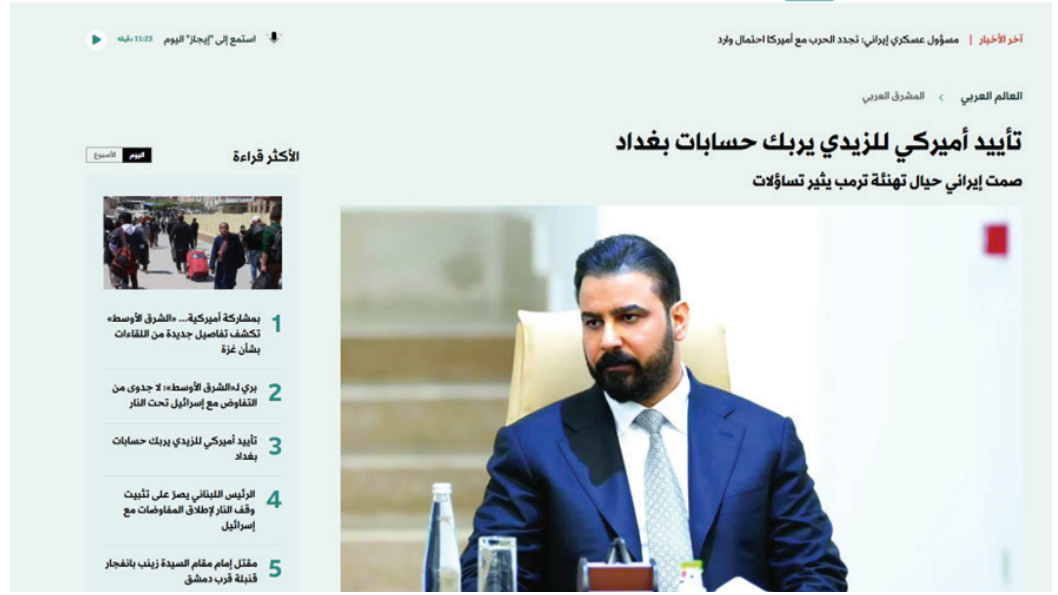 آخر الأخبار | مسؤول عسكري إيراني: تجدد الحرب مع أميركا احتمال وارد
استمع إلى "إيجاز" اليوم 11:23 دقيقه
العالم العربي › المشرق العربي
تأييد أميركي للزيدي يربك حسابات بغداد
صمت إيراني حيال تهنئة ترمب يثير تساؤلات
الأكثر قراءة
اليوم الأسبوع
1 بمشاركة أميركية... «الشرق الأوسط»
تكشف تفاصيل جديدة من اللقاءات
بشأن غزة
2 بري لـ«الشرق الأوسط»: لا جدوى من
التفاوض مع إسرائيل تحت النار
3 تأييد أميركي للزيدي يربك حسابات
بغداد
4 الرئيس اللبناني يصرّ على تثبيت
وقف النار لإطلاق المفاوضات مع
إسرائيل
5 مقتل إمام مقام السيدة زينب بانفجار
قنبلة قرب دمشق